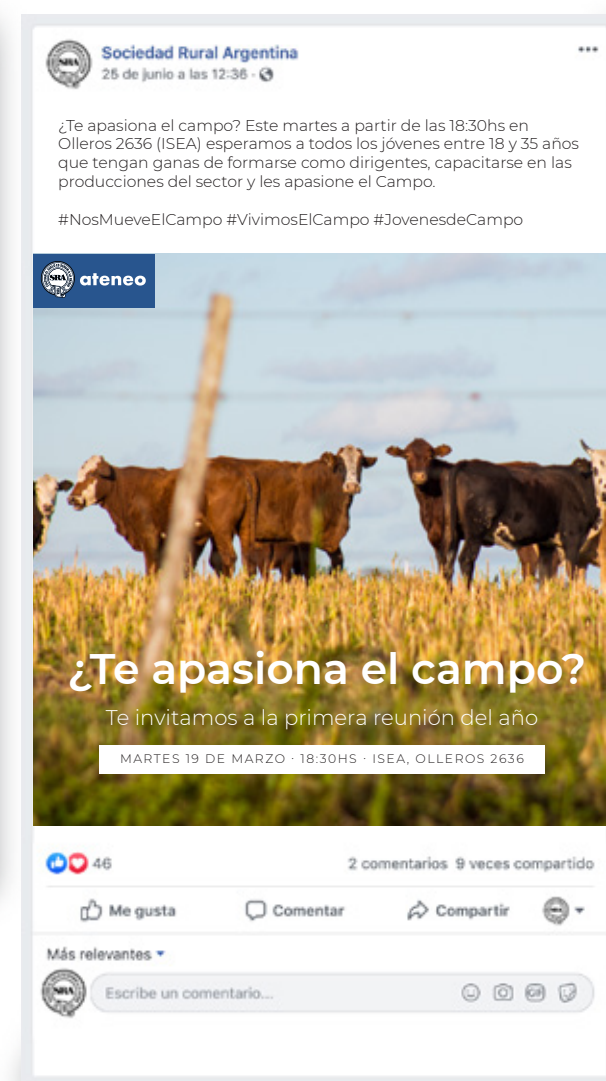 Sociedad Rural Argentina
25 de junio a las 12:36 ·
¿Te apasiona el campo? Este martes a partir de las 18:30hs en
Olleros 2636 (ISEA) esperamos a todos los jóvenes entre 18 y 35 años
que tengan ganas de formarse como dirigentes, capacitarse en las
producciones del sector y les apasione el Campo.
#NosMueveElCampo #VivimosElCampo #JovenesdeCampo
SRA ateneo
¿Te apasiona el campo?
Te invitamos a la primera reunión del año
MARTES 19 DE MARZO · 18:30HS · ISEA, OLLEROS 2636
46 2 comentarios 9 veces compartido
Me gusta Comentar Compartir
Más relevantes
Escribe un comentario... GIF